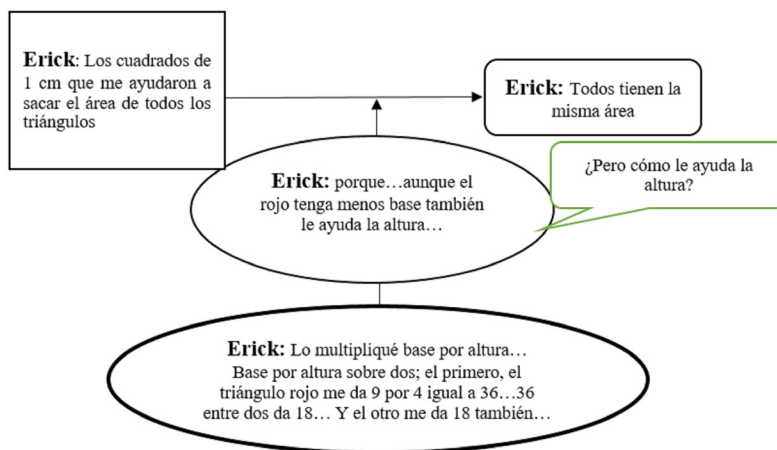 Erick: Los cuadrados de
1 cm que me ayudaron a
sacar el área de todos los
triángulos
Erick: Todos tienen la
misma área
¿Pero cómo le ayuda la
altura?
Erick: porque…aunque el
rojo tenga menos base también
le ayuda la altura…
Erick: Lo multipliqué base por altura…
Base por altura sobre dos; el primero, el
triángulo rojo me da 9 por 4 igual a 36…36
entre dos da 18… Y el otro me da 18 también…